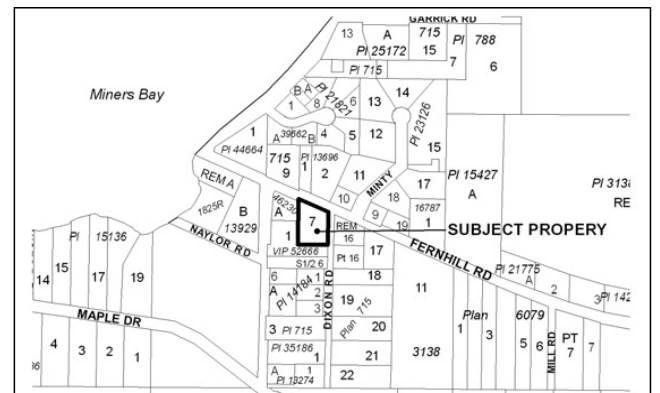 GARRICK RD
13
A
715
Pl 25172
15
Pl
788
7
6
Pl 715
Miners Bay
B
A
Pl 21821
14
1
8
6
13
Pl 23126
1
A
39662
B
4
5
12
15
Pl 44664
715
Pl
13696
9
1
2
11
17
Pl 15427
A
Pl 313
RE
REM A
10
MINTY
18
16787
1825R
B
13929
46230
A
7
9
19
1
SUBJECT PROPERY
REM
16
1
17
NAYLOR RD
VIP 52666
Pt 16
FERNHILL RD
Pl
15136
S1/2 6
Pl 21775
15
14
17
19
6
1
18
11
A
2
A
Pl 14184
2
3
Pl 142
3
19
DIXON RD
Plan
715
Plan
6079
MAPLE DR
3
Pl 715
20
1
3
5
6
MILL RD
PT
7
7
4
3
2
1
Pl 35186
1
21
3138
A
1
Pl 13274
22